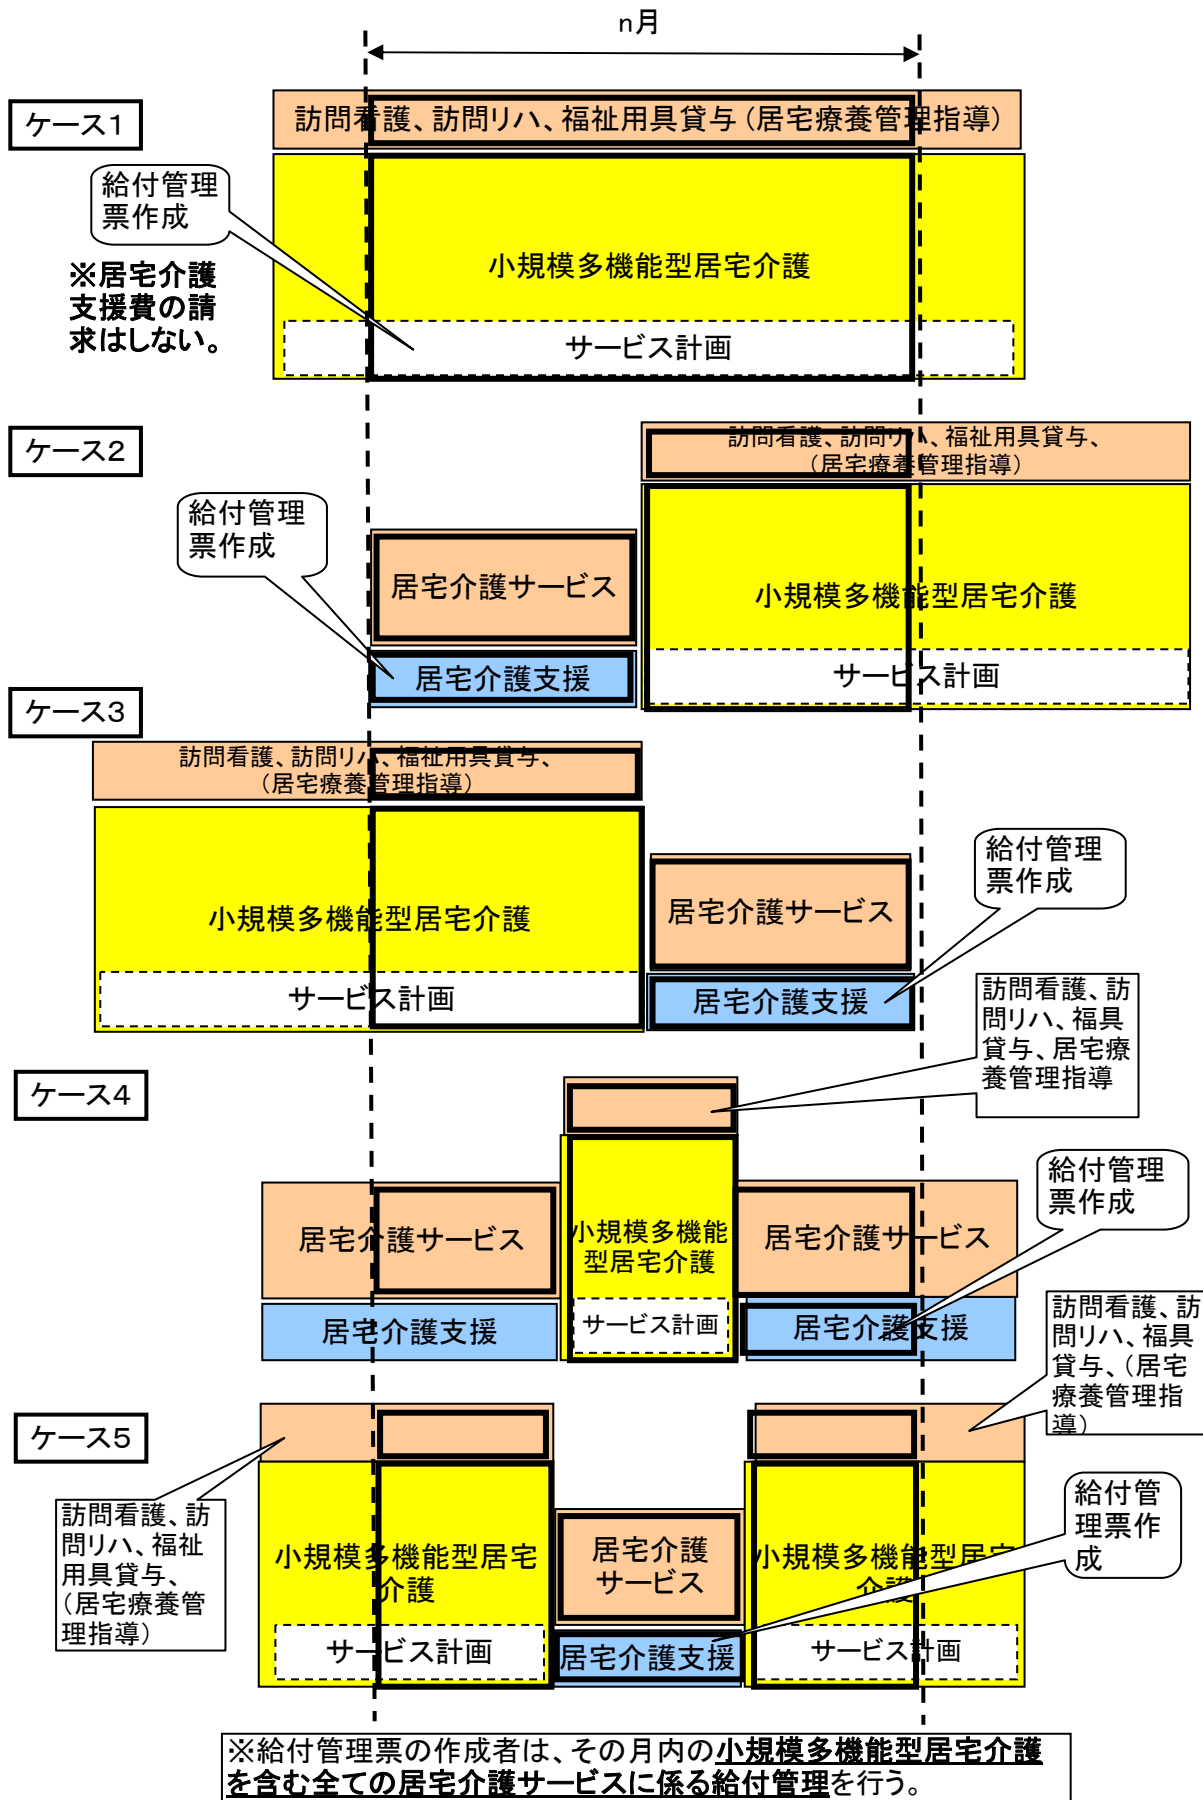 n月
ケース1
訪問看護、訪問リハ、福祉用具貸与（居宅療養管理指導）
給付管理
票作成
※居宅介護
支援費の請
求はしない。
小規模多機能型居宅介護
サービス計画
ケース2
訪問看護、訪問リハ、福祉用具貸与、
（居宅療養管理指導）
給付管理
票作成
居宅介護サービス
小規模多機能型居宅介護
居宅介護支援
サービス計画
ケース3
訪問看護、訪問リハ、福祉用具貸与、
（居宅療養管理指導）
小規模多機能型居宅介護
サービス計画
給付管理
票作成
居宅介護サービス
居宅介護支援
訪問看護、訪
問リハ、福具
貸与、居宅療
養管理指導
ケース4
居宅介護サービス
居宅介護支援
小規模多機能
型居宅介護
サービス計画
給付管理
票作成
居宅介護サービス
居宅介護支援
訪問看護、訪
問リハ、福具
貸与、（居宅
療養管理指
導）
ケース5
訪問看護、訪
問リハ、福祉
用具貸与、
（居宅療養管
理指導）
小規模多機能型居宅
介護
サービス計画
居宅介護
サービス
居宅介護支援
小規模多機能型居宅
介護
サービス計画
給付管
理票作
成
※給付管理票の作成者は、その月内の小規模多機能型居宅介護
を含む全ての居宅介護サービスに係る給付管理を行う。